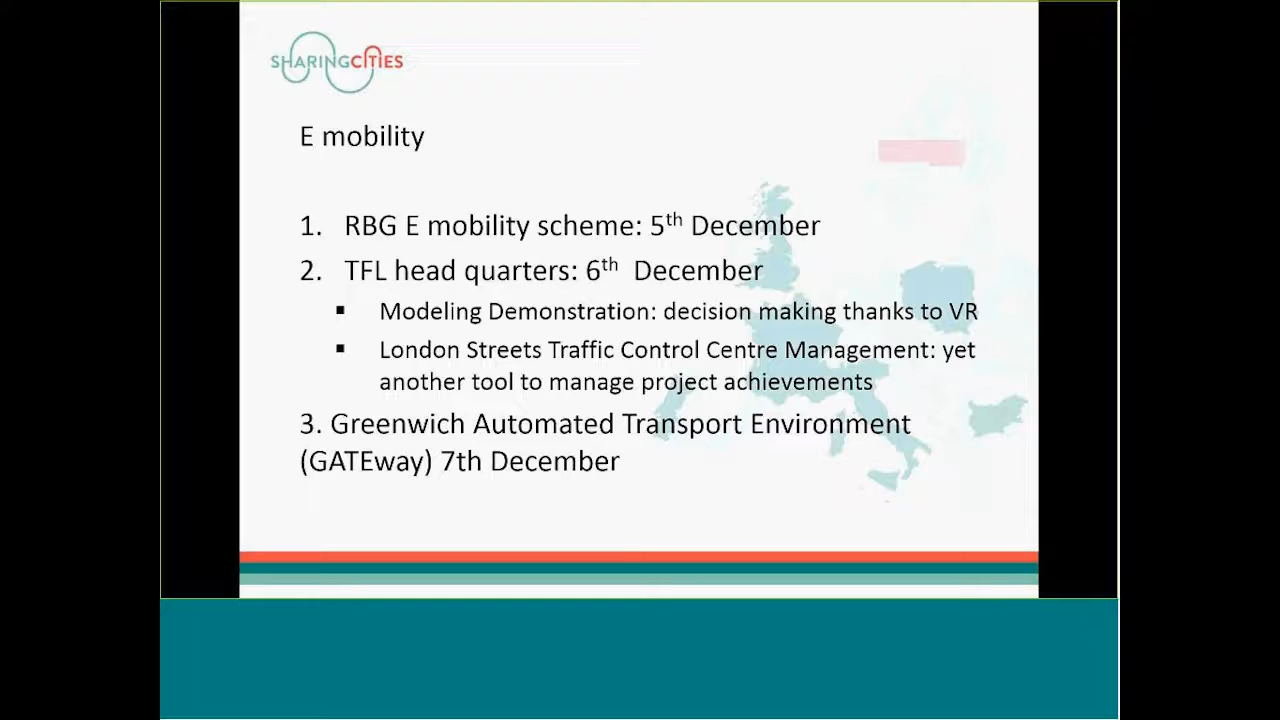 SHARINGCITIES
E mobility
1. RBG E mobility scheme: 5th December
2. TFL head quarters: 6th December
▪ Modeling Demonstration: decision making thanks to VR
▪ London Streets Traffic Control Centre Management: yet
another tool to manage project achievements
3. Greenwich Automated Transport Environment
(GATEway) 7th December